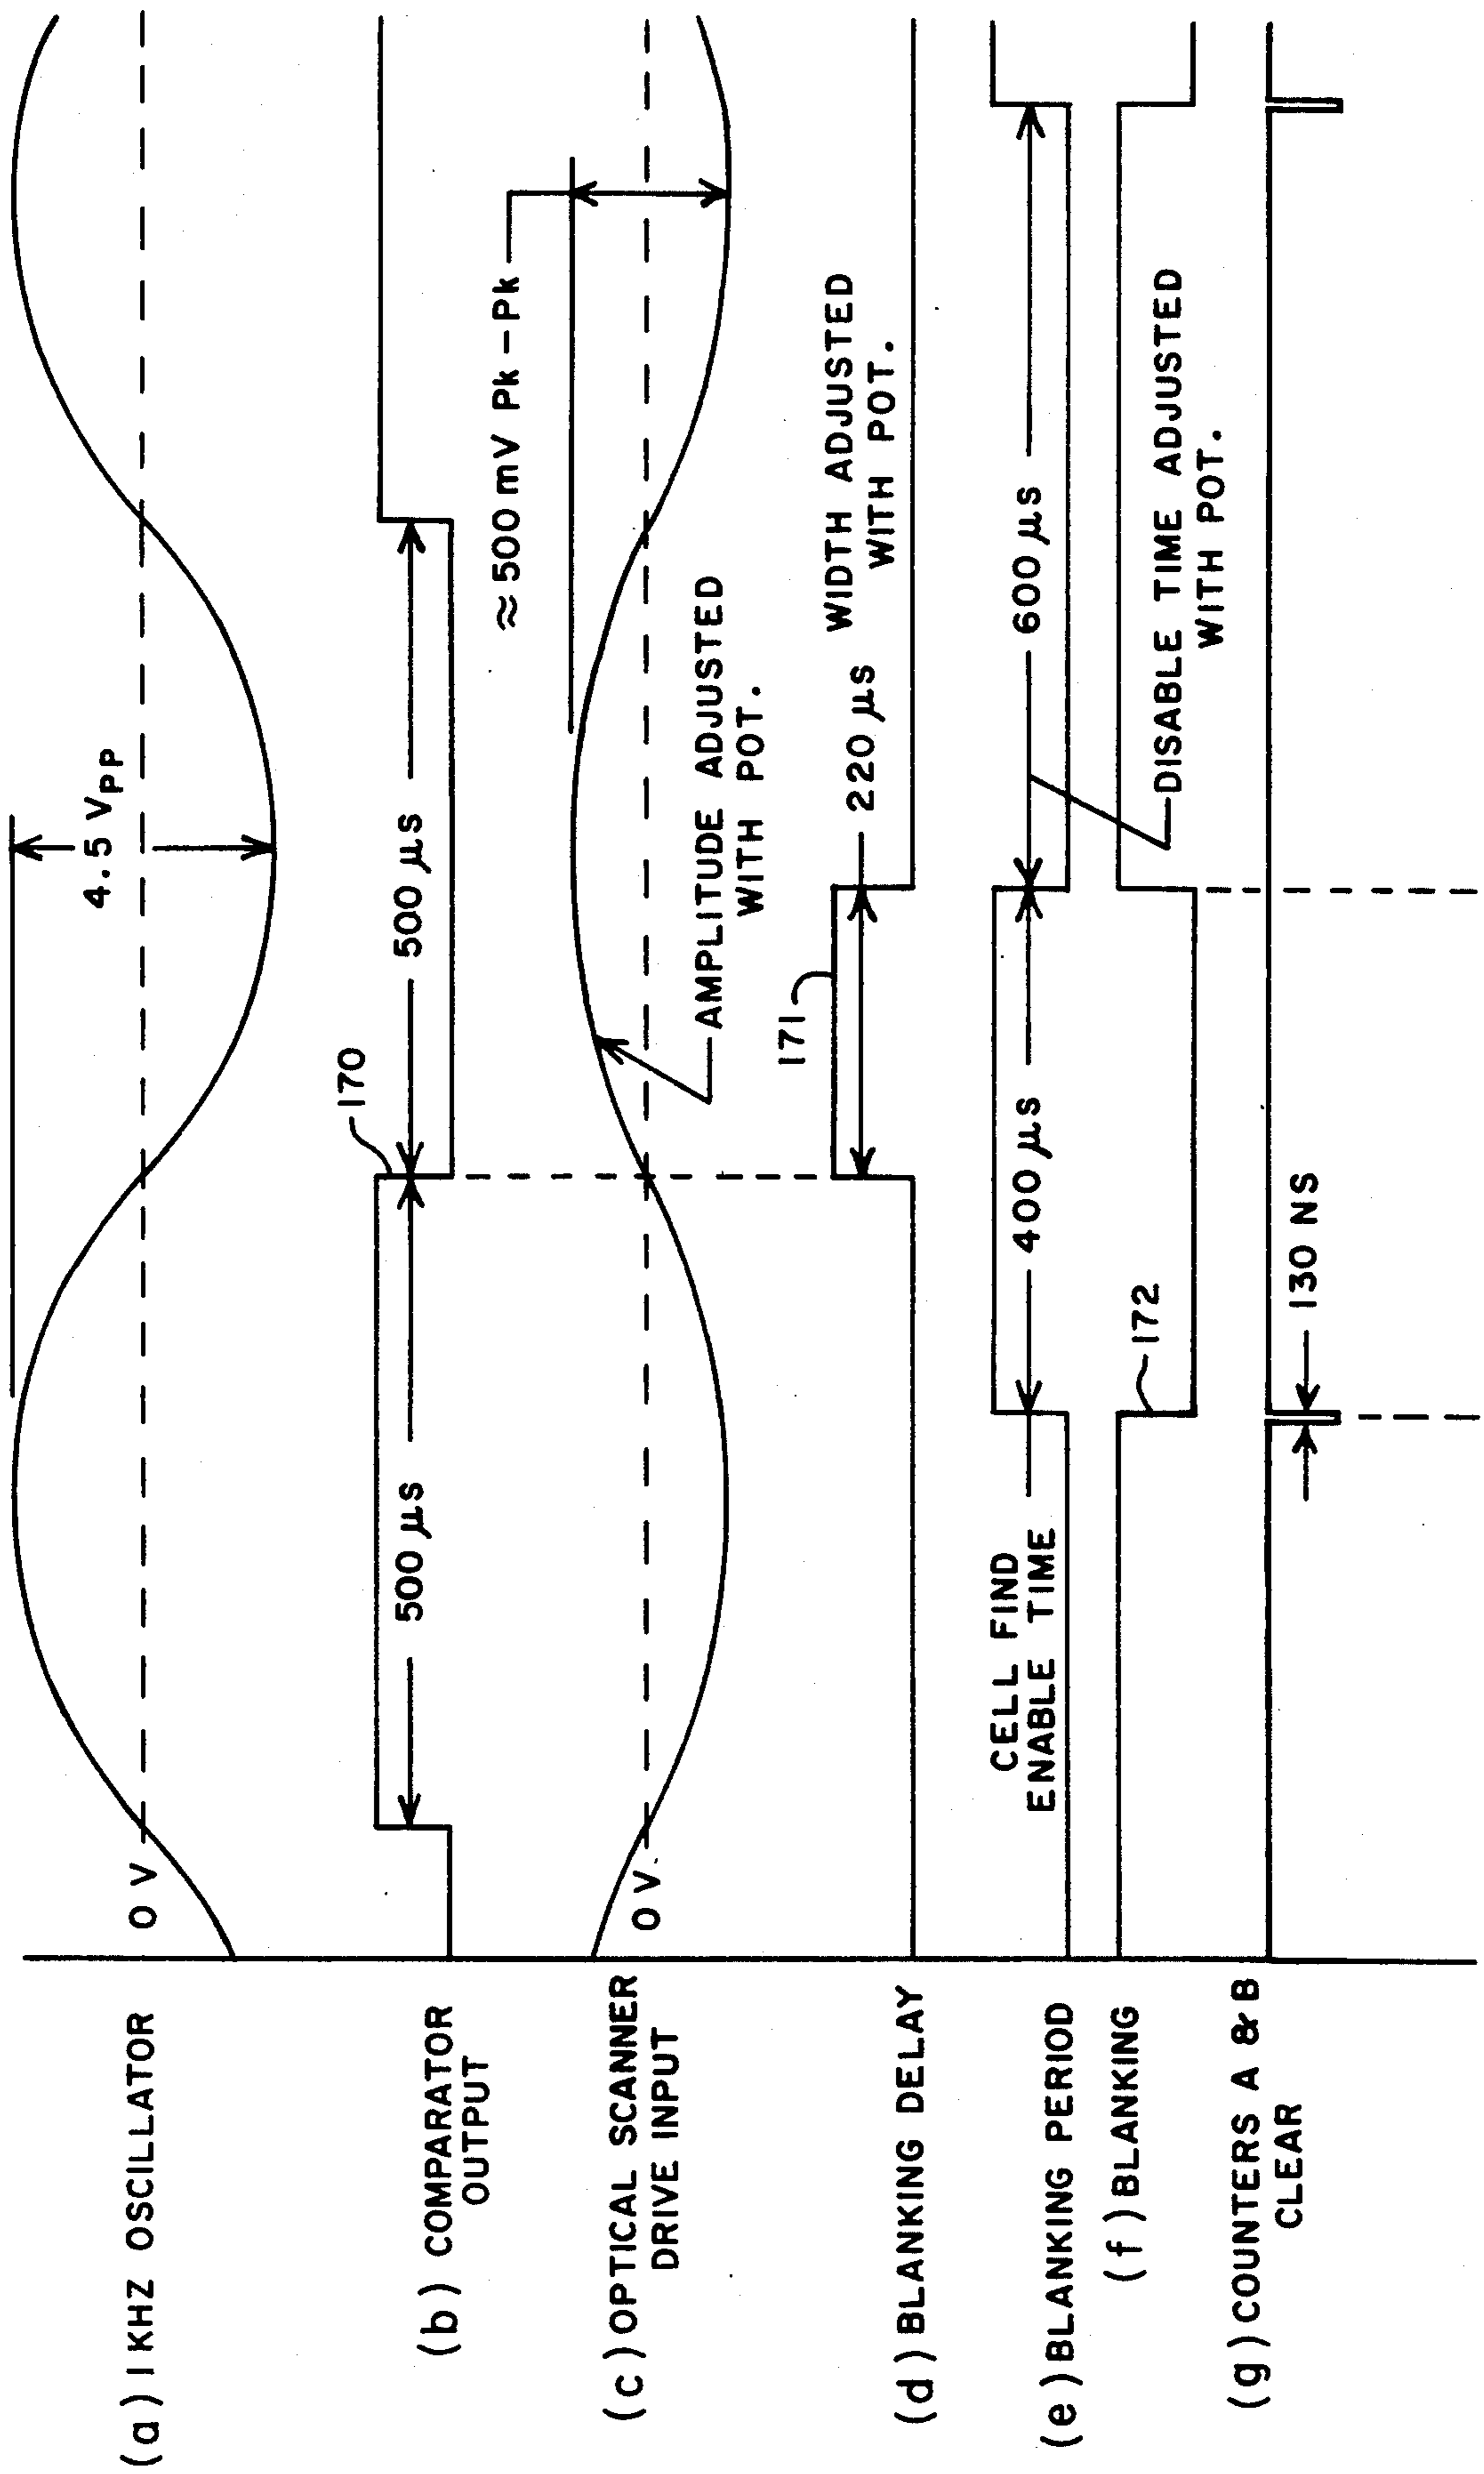 (a) 1 KHZ OSCILLATOR
0 V
4.5 VPP
(b) COMPARATOR
OUTPUT
500 µs
170
500 µs
(c) OPTICAL SCANNER
DRIVE INPUT
0 V
AMPLITUDE ADJUSTED
WITH POT.
≈ 500 mV Pk-Pk
(d) BLANKING DELAY
171
220 µs
WIDTH ADJUSTED
WITH POT.
(e) BLANKING PERIOD
CELL FIND
ENABLE TIME
400 µs
600 µs
(f) BLANKING
172
DISABLE TIME ADJUSTED
WITH POT.
(g) COUNTERS A & B
CLEAR
130 NS